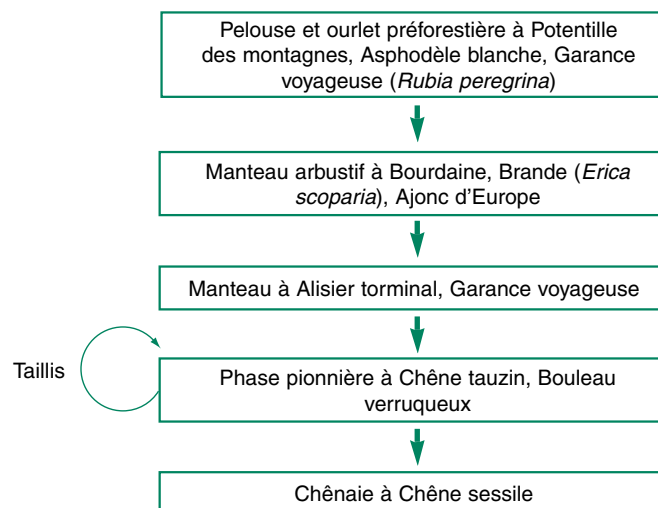 Pelouse et ourlet préforestière à Potentille
des montagnes, Asphodèle blanche, Garance
voyageuse (Rubia peregrina)
Manteau arbustif à Bourdaine, Brande (Erica
scoparia), Ajonc d'Europe
Manteau à Alisier torminal, Garance voyageuse
Taillis
Phase pionnière à Chêne tauzin, Bouleau
verruqueux
Chênaie à Chêne sessile